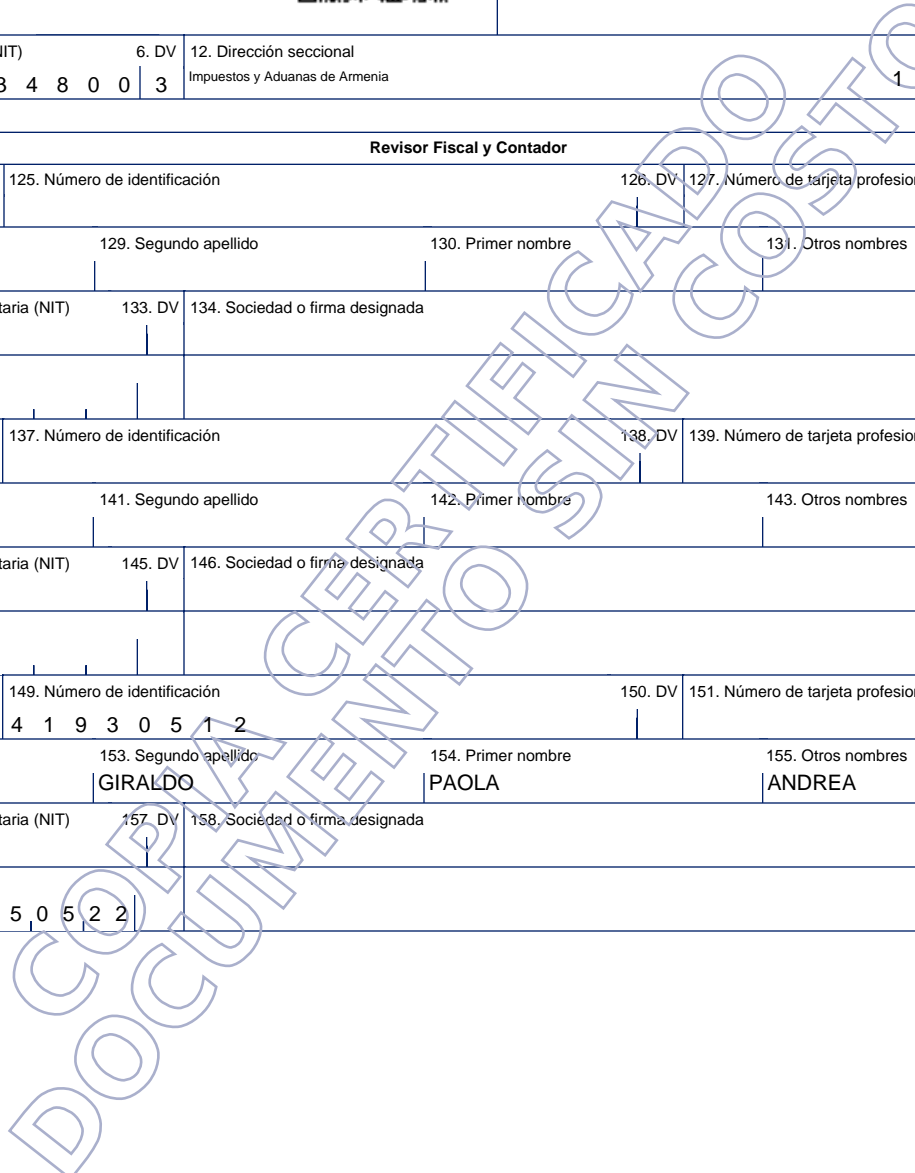 IT) 6. DV 12. Dirección seccional
3 4 8 0 0 3 Impuestos y Aduanas de Armenia 1
Revisor Fiscal y Contador
125. Número de identificación 126. DV 127. Número de tarjeta profesion
129. Segundo apellido 130. Primer nombre 131. Otros nombres
taria (NIT) 133. DV 134. Sociedad o firma designada
137. Número de identificación 138. DV 139. Número de tarjeta profesion
141. Segundo apellido 142. Primer nombre 143. Otros nombres
taria (NIT) 145. DV 146. Sociedad o firma designada
149. Número de identificación 150. DV 151. Número de tarjeta profesion
4 1 9 3 0 5 1 2
153. Segundo apellido 154. Primer nombre 155. Otros nombres
GIRALDO PAOLA ANDREA
taria (NIT) 157. DV 158. Sociedad o firma designada
5 0 5 2 2
COPIA CERTIFICADO
DOCUMENTO SIN COSTO